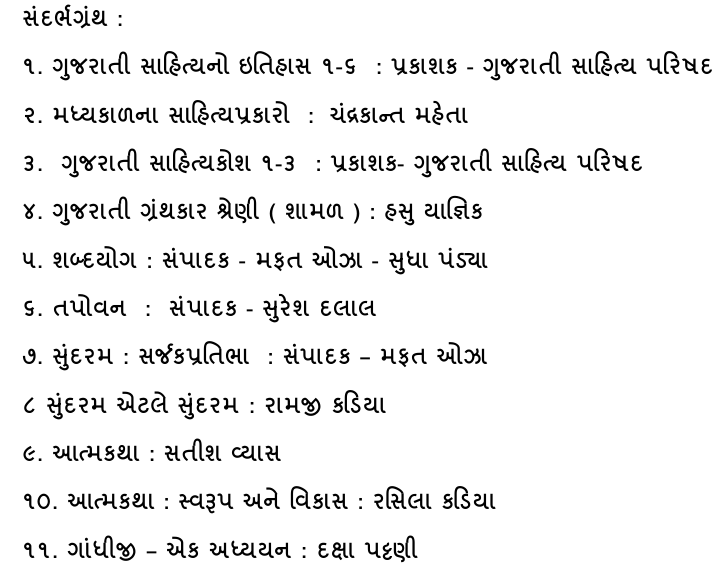 સંદર્ભગ્રંથ :
૧. ગુજરાતી સાહિત્યનો ઇતિહાસ ૧-૬ : પ્રકાશક - ગુજરાતી સાહિત્ય પરિષદ
૨. મધ્યકાળના સાહિત્યપ્રકારો : ચંદ્રકાન્ત મહેતા
૩. ગુજરાતી સાહિત્યકોશ ૧-૩ : પ્રકાશક- ગુજરાતી સાહિત્ય પરિષદ
૪. ગુજરાતી ગ્રંથકાર શ્રેણી ( શામળ ) : હસુ યાજ્ઞિક
૫. શબ્દયોગ : સંપાદક - મફત ઓઝા - સુધા પંડ્યા
૬. તપોવન : સંપાદક - સુરેશ દલાલ
૭. સુંદરમ : સર્જકપ્રતિભા : સંપાદક – મફત ઓઝા
૮ સુંદરમ એટલે સુંદરમ : રામજી કડિયા
૯. આત્મકથા : સતીશ વ્યાસ
૧૦. આત્મકથા : સ્વરૂપ અને વિકાસ : રસિલા કડિયા
૧૧. ગાંધીજી – એક અધ્યયન : દક્ષા પટ્ટણી